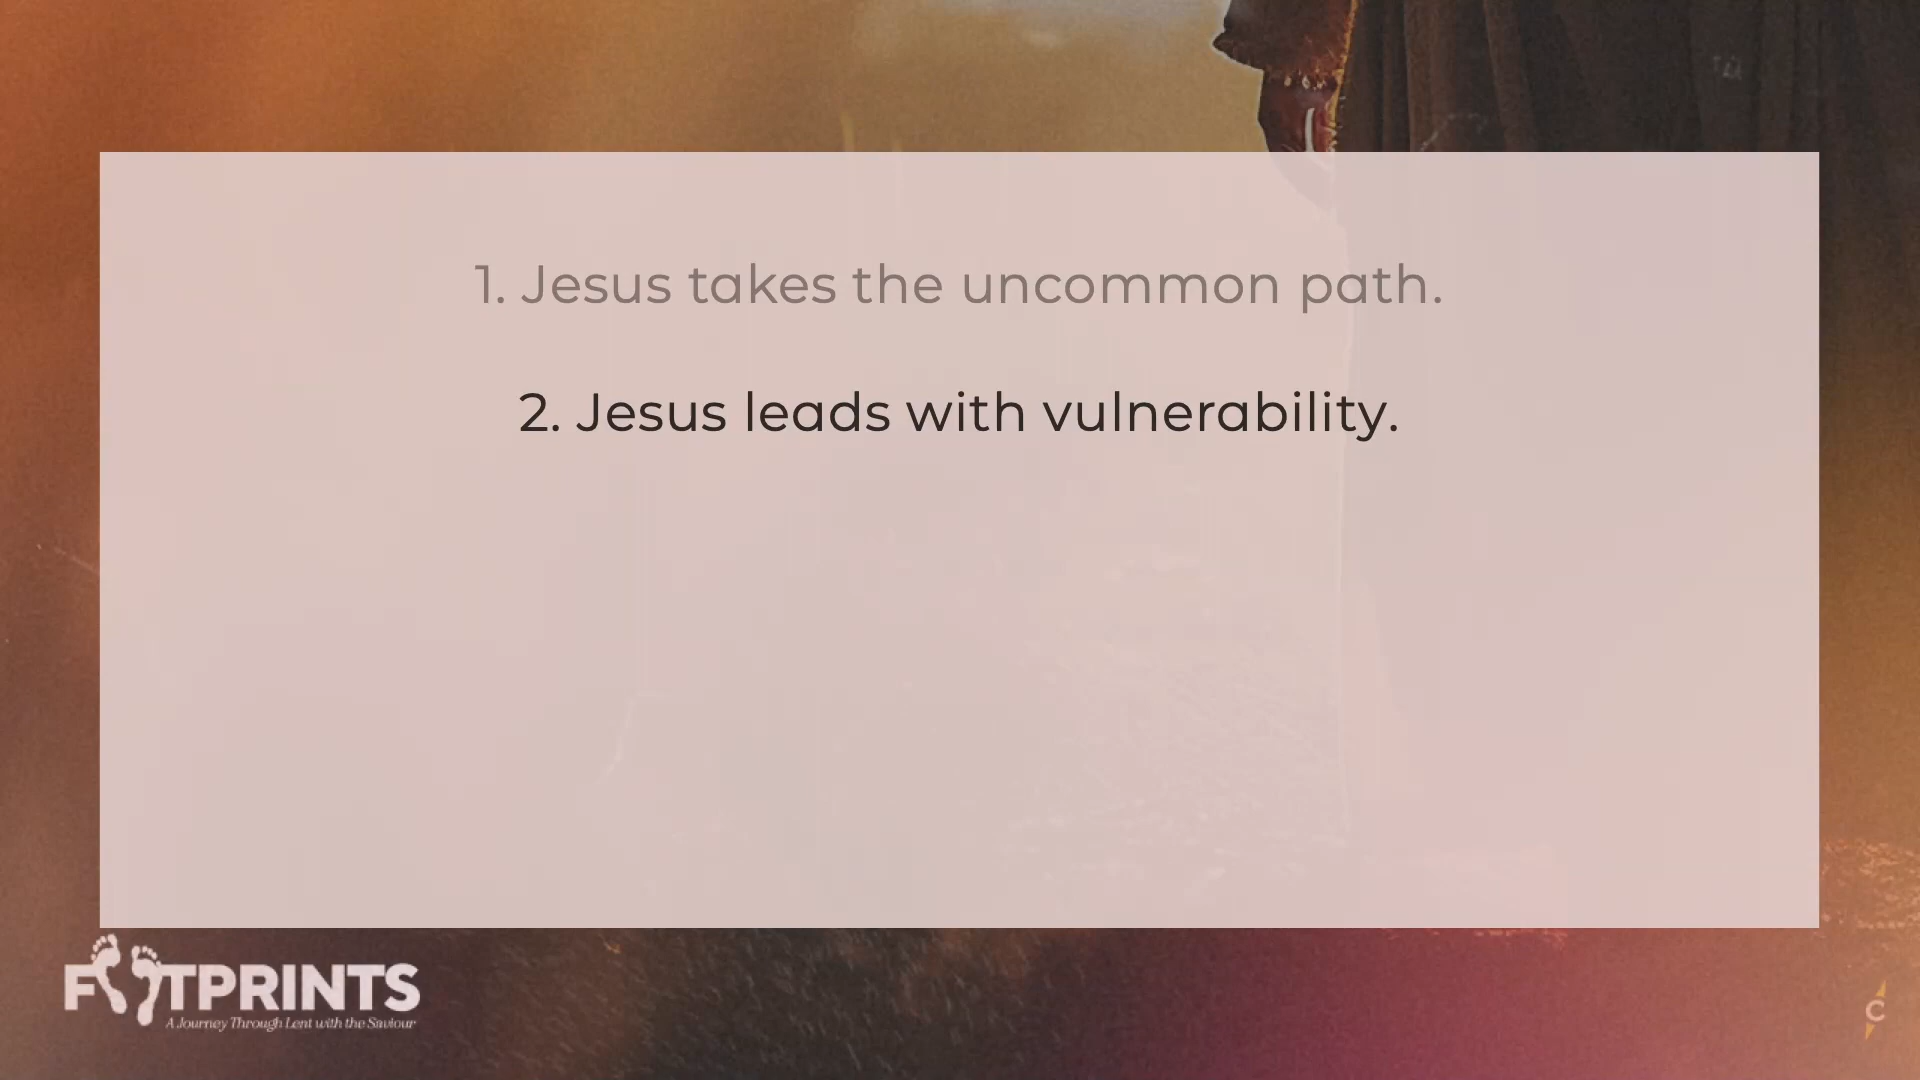 1. Jesus takes the uncommon path.
2. Jesus leads with vulnerability.
FOOTPRINTS
A Journey Through Lent with the Saviour
C